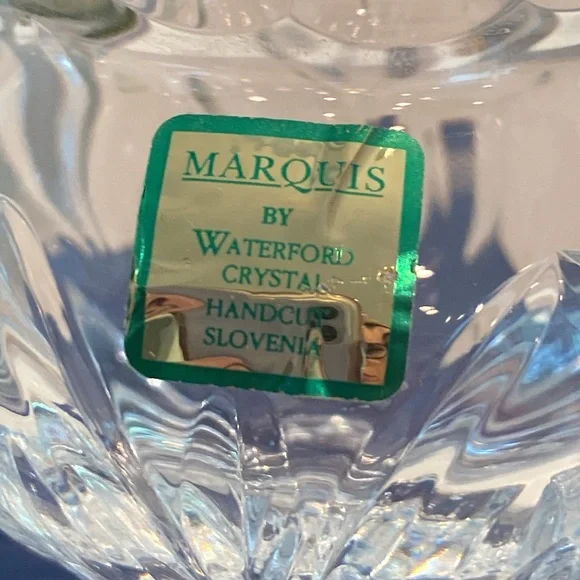 MARQUIS
BY
WATERFORD
CRYSTAL
HANDCUT
SLOVENIA